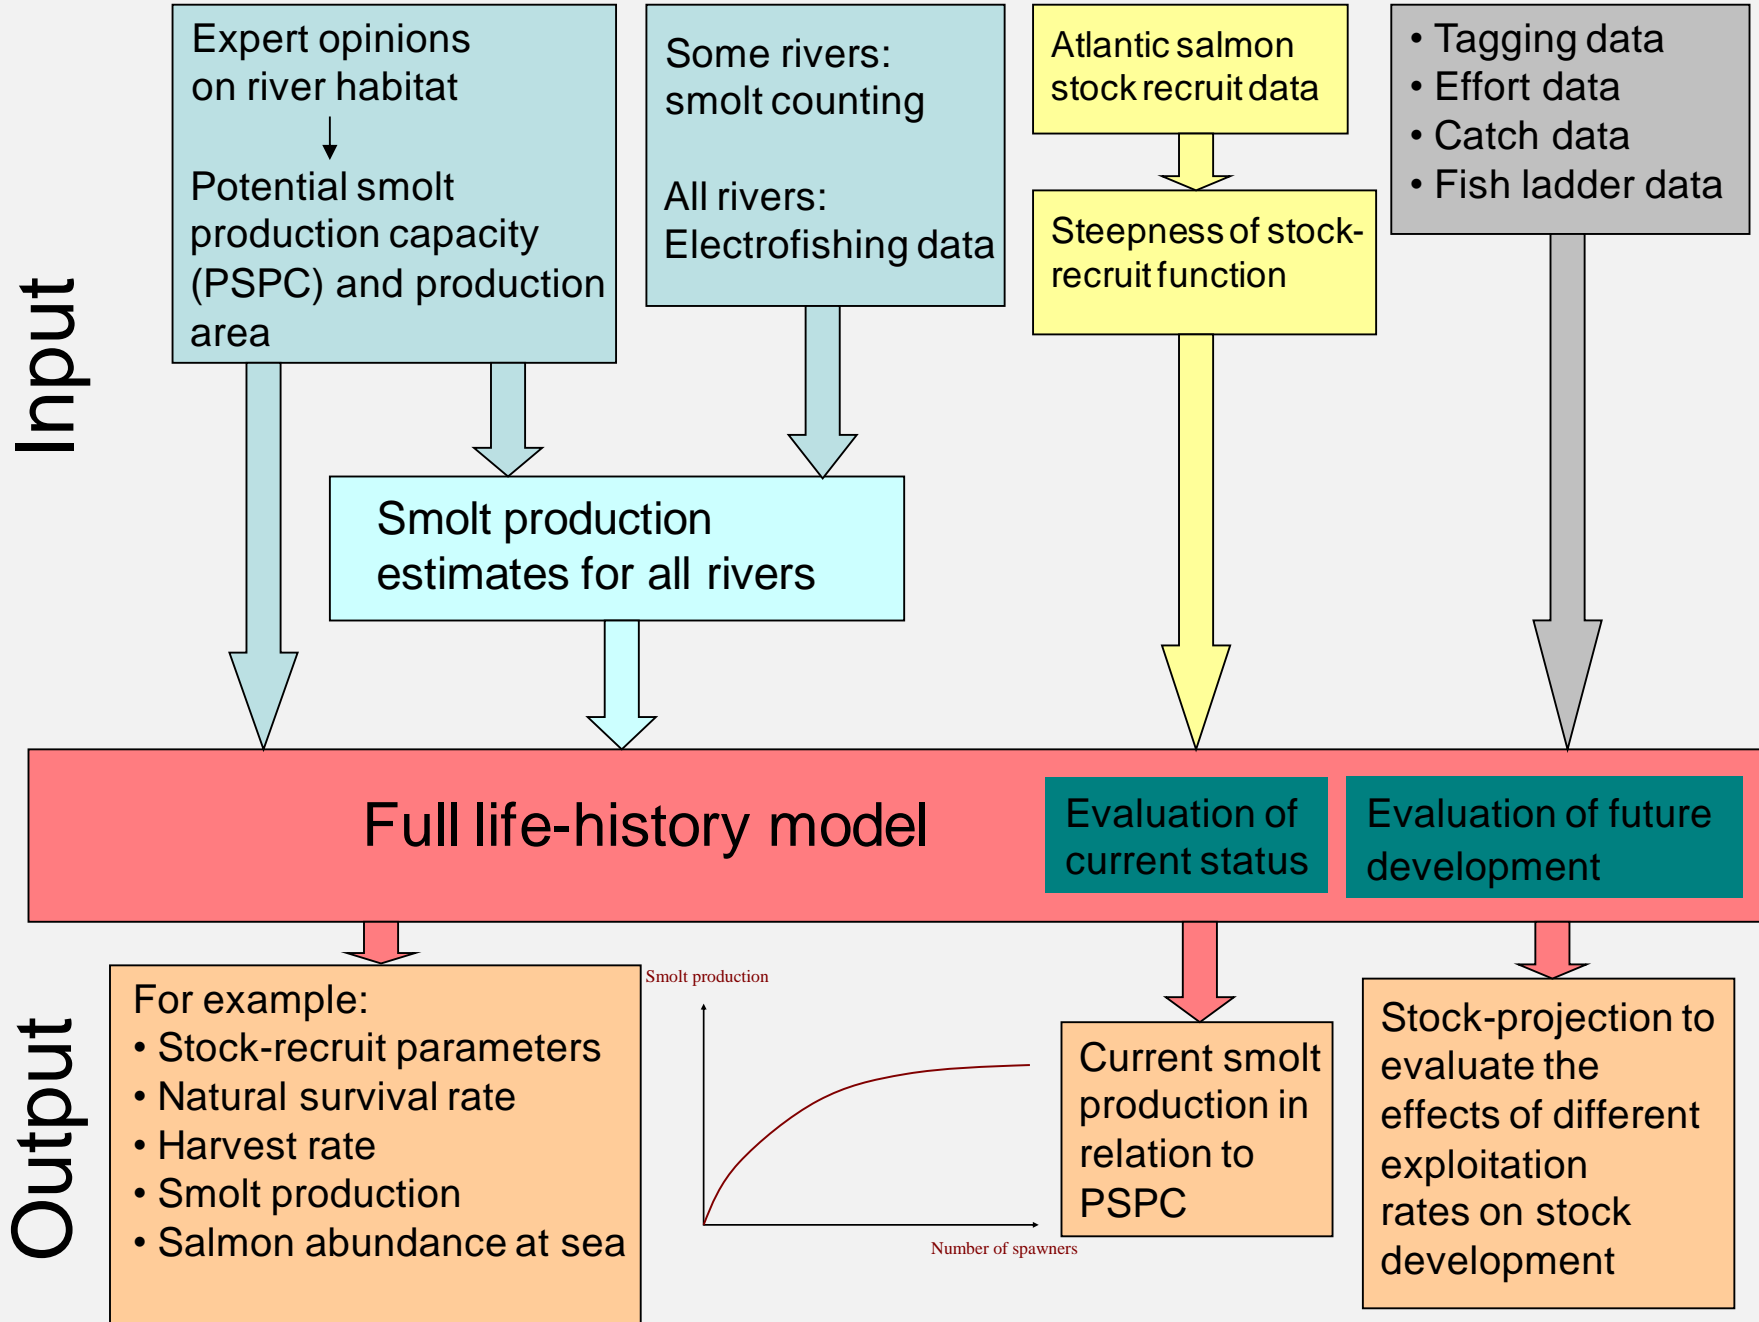 Input
Expert opinions
on river habitat
Potential smolt
production capacity
(PSPC) and production
area
Some rivers:
smolt counting
All rivers:
Electrofishing data
Atlantic salmon
stock recruit data
Steepness of stock-
recruit function
• Tagging data
• Effort data
• Catch data
• Fish ladder data
Smolt production
estimates for all rivers
Full life-history model
Evaluation of
current status
Evaluation of future
development
Output
For example:
• Stock-recruit parameters
• Natural survival rate
• Harvest rate
• Smolt production
• Salmon abundance at sea
Smolt production
Number of spawners
Current smolt
production in
relation to
PSPC
Stock-projection to
evaluate the
effects of different
exploitation
rates on stock
development